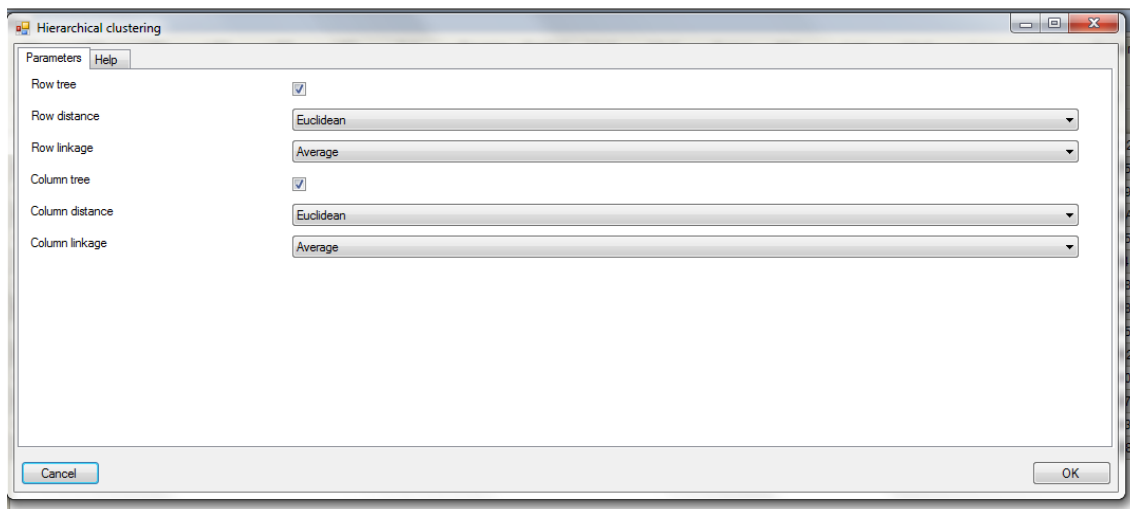 Hierarchical clustering
Parameters Help
Row tree
Row distance Euclidean
Row linkage Average
Column tree
Column distance Euclidean
Column linkage Average
Cancel OK